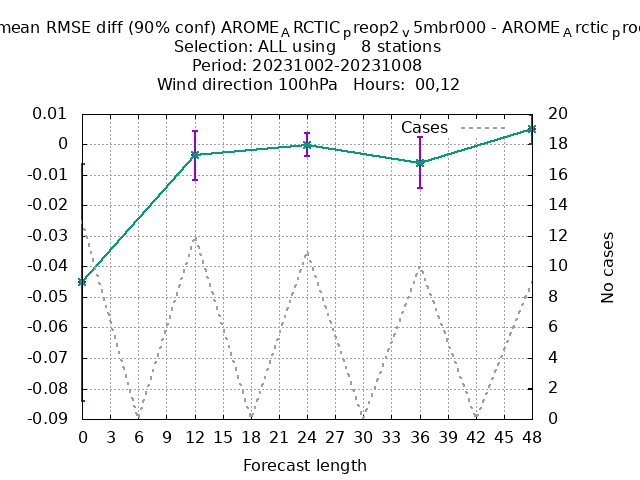 mean RMSE diff (90% conf) AROME_ARCTIC_preop2_v5mbr000 - AROME_Arctic_p
Selection: ALL using 8 stations
Period: 20231002-20231008
Wind direction 100hPa Hours: 00,12
Cases
0.01
0
-0.01
-0.02
-0.03
-0.04
-0.05
-0.06
-0.07
-0.08
-0.09
20
18
16
14
12
10
8
6
4
2
0
No cases
0 3 6 9 12 15 18 21 24 27 30 33 36 39 42 45 48
Forecast length